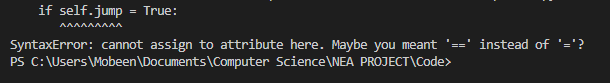 if self.jump = True:
^^^^^^^^^
SyntaxError: cannot assign to attribute here. Maybe you meant '==' instead of '='?
PS C:\Users\Mobeen\Documents\Computer Science\NEA PROJECT\Code>